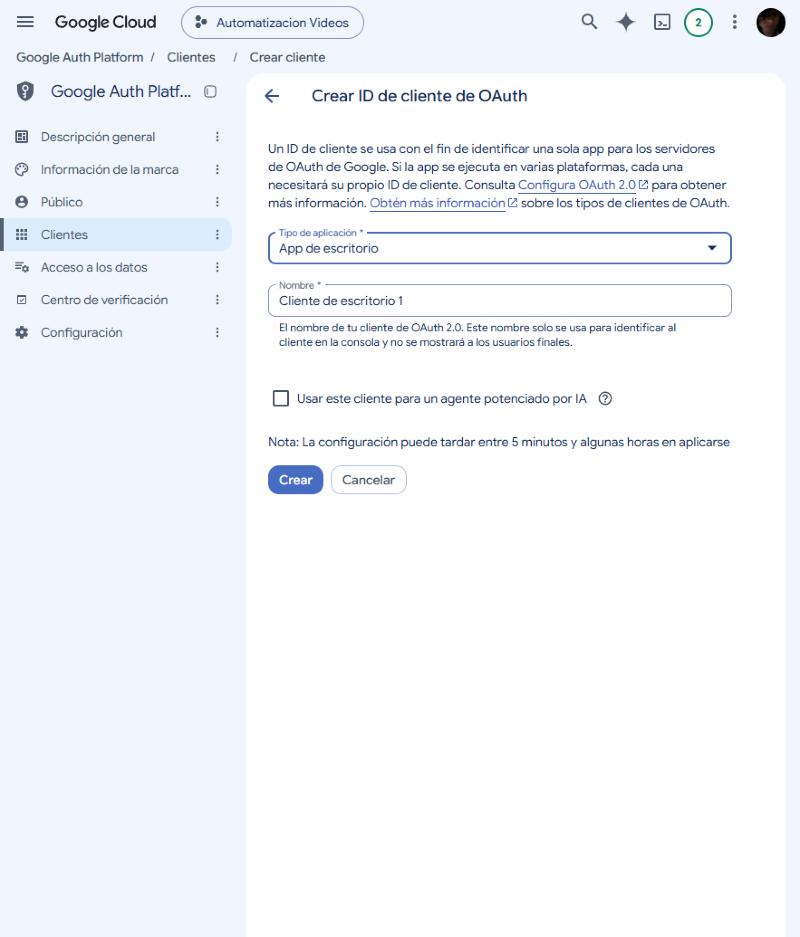 Google Cloud
Automatizacion Videos
2
Google Auth Platform / Clientes / Crear cliente
Google Auth Platf...
Descripción general
Información de la marca
Público
Clientes
Acceso a los datos
Centro de verificación
Configuración
Crear ID de cliente de OAuth
Un ID de cliente se usa con el fin de identificar una sola app para los servidores
de OAuth de Google. Si la app se ejecuta en varias plataformas, cada una
necesitará su propio ID de cliente. Consulta Configura OAuth 2.0 para obtener
más información. Obtén más información sobre los tipos de clientes de OAuth.
Tipo de aplicación *
App de escritorio
Nombre *
Cliente de escritorio 1
El nombre de tu cliente de OAuth 2.0. Este nombre solo se usa para identificar al
cliente en la consola y no se mostrará a los usuarios finales.
Usar este cliente para un agente potenciado por IA
Nota: La configuración puede tardar entre 5 minutos y algunas horas en aplicarse
Crear
Cancelar